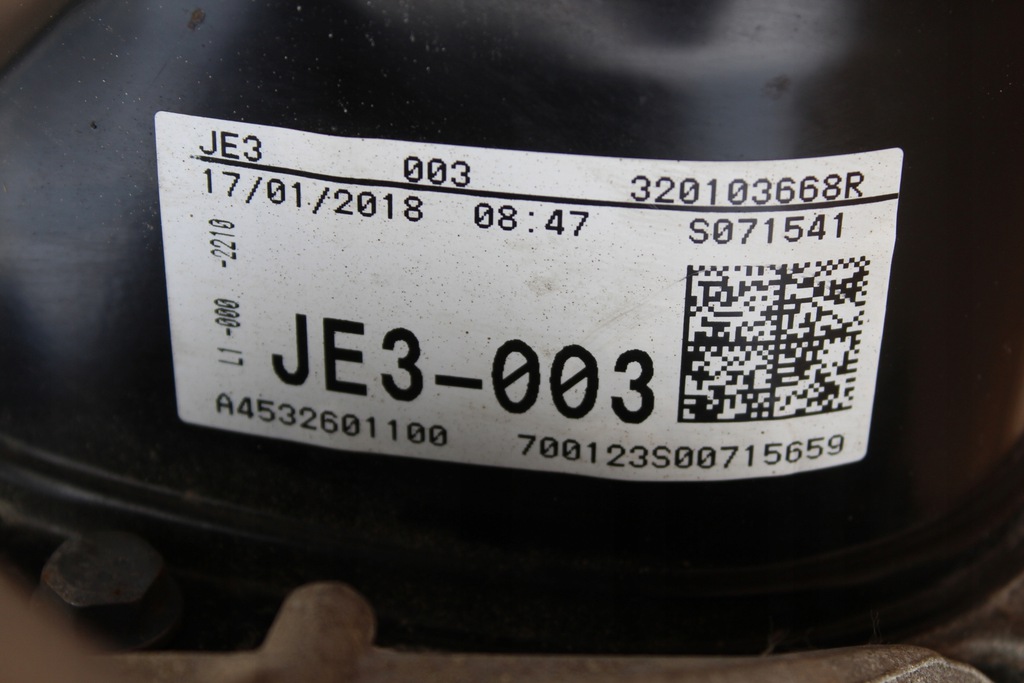 JE3 003 320103668R
17/01/2018 08:47 S071541
L1 -000 -2210
JE3-003
A4532601100 700123S00715659